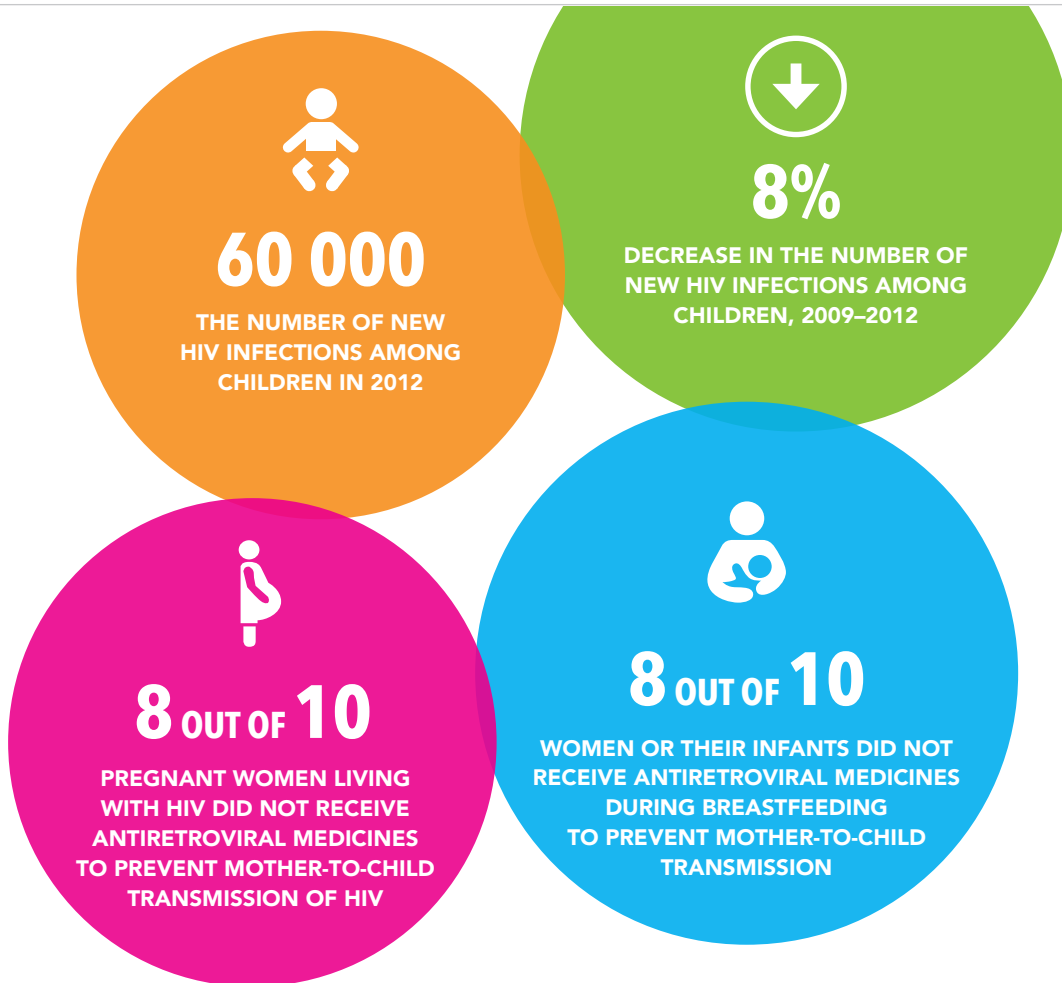 60 000
THE NUMBER OF NEW
HIV INFECTIONS AMONG
CHILDREN IN 2012
8%
DECREASE IN THE NUMBER OF
NEW HIV INFECTIONS AMONG
CHILDREN, 2009–2012
8 OUT OF 10
PREGNANT WOMEN LIVING
WITH HIV DID NOT RECEIVE
ANTIRETROVIRAL MEDICINES
TO PREVENT MOTHER-TO-CHILD
TRANSMISSION OF HIV
8 OUT OF 10
WOMEN OR THEIR INFANTS DID NOT
RECEIVE ANTIRETROVIRAL MEDICINES
DURING BREASTFEEDING
TO PREVENT MOTHER-TO-CHILD
TRANSMISSION